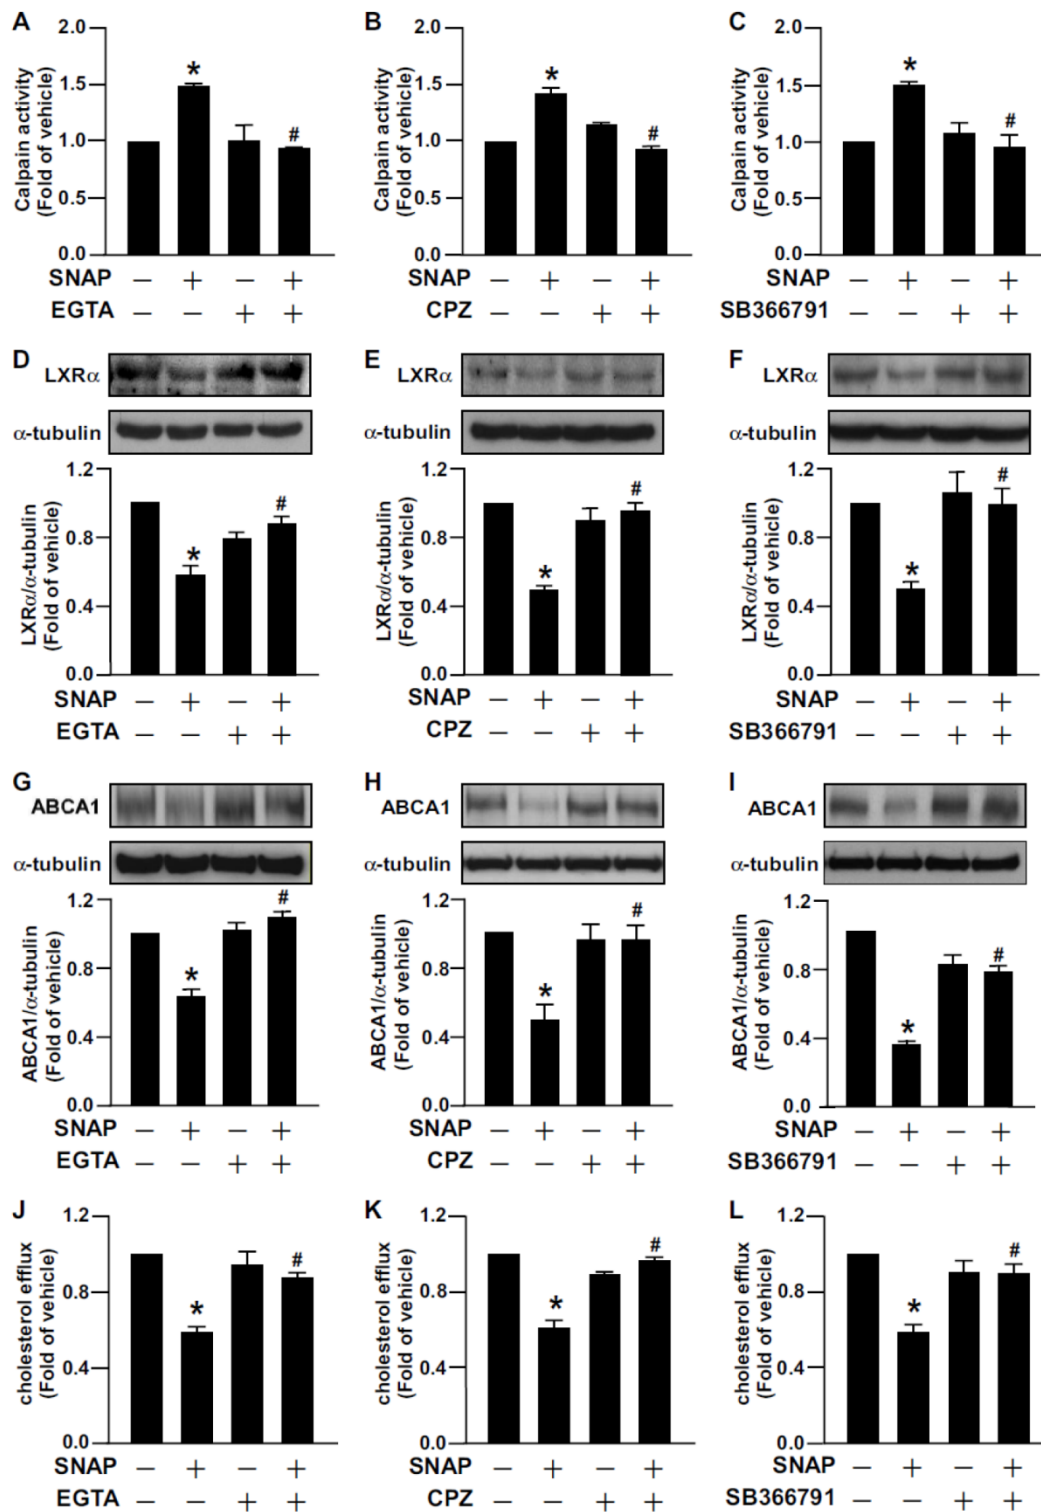 A
2.0
1.5
1.0
0.5
0.0
Calpain activity
(Fold of vehicle)
*
#
SNAP − + − +
EGTA − − + +
B
2.0
1.5
1.0
0.5
0.0
Calpain activity
(Fold of vehicle)
*
#
SNAP − + − +
CPZ − − + +
C
2.0
1.5
1.0
0.5
0.0
Calpain activity
(Fold of vehicle)
*
#
SNAP − + − +
SB366791 − − + +
D
LXRα
α-tubulin
1.2
0.8
0.4
0.0
LXRα/α-tubulin
(Fold of vehicle)
*
#
SNAP − + − +
EGTA − − + +
E
LXRα
α-tubulin
1.2
0.8
0.4
0.0
LXRα/α-tubulin
(Fold of vehicle)
*
#
SNAP − + − +
CPZ − − + +
F
LXRα
α-tubulin
1.2
0.8
0.4
0.0
LXRα/α-tubulin
(Fold of vehicle)
*
#
SNAP − + − +
SB366791 − − + +
G
ABCA1
α-tubulin
1.2
0.8
0.4
0.0
ABCA1/α-tubulin
(Fold of vehicle)
*
#
SNAP − + − +
EGTA − − + +
H
ABCA1
α-tubulin
1.2
0.8
0.4
0.0
ABCA1/α-tubulin
(Fold of vehicle)
*
#
SNAP − + − +
CPZ − − + +
I
ABCA1
α-tubulin
1.2
0.8
0.4
0.0
ABCA1/α-tubulin
(Fold of vehicle)
*
#
SNAP − + − +
SB366791 − − + +
J
1.2
0.8
0.4
0.0
cholesterol efflux
(Fold of vehicle)
*
#
SNAP − + − +
EGTA − − + +
K
1.2
0.8
0.4
0.0
cholesterol efflux
(Fold of vehicle)
*
#
SNAP − + − +
CPZ − − + +
L
1.2
0.8
0.4
0.0
cholesterol efflux
(Fold of vehicle)
*
#
SNAP − + − +
SB366791 − − + +